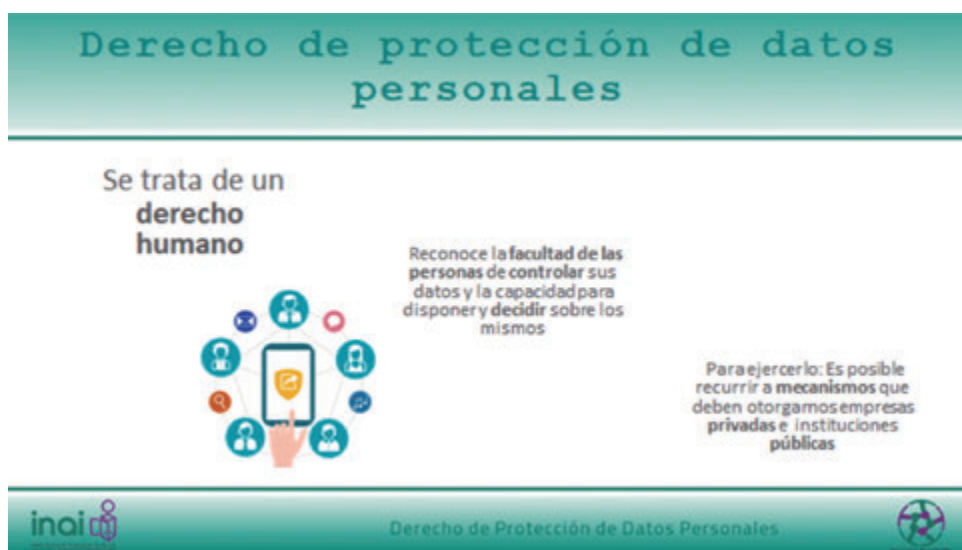 Derecho de protección de datos
personales
Se trata de un
derecho
humano
Reconoce la facultad de las
personas de controlar sus
datos y la capacidad para
disponer y decidir sobre los
mismos
Para ejercerlo: Es posible
recurrir a mecanismos que
deben otorgarnos empresas
privadas e instituciones
públicas
inai
Derecho de Protección de Datos Personales